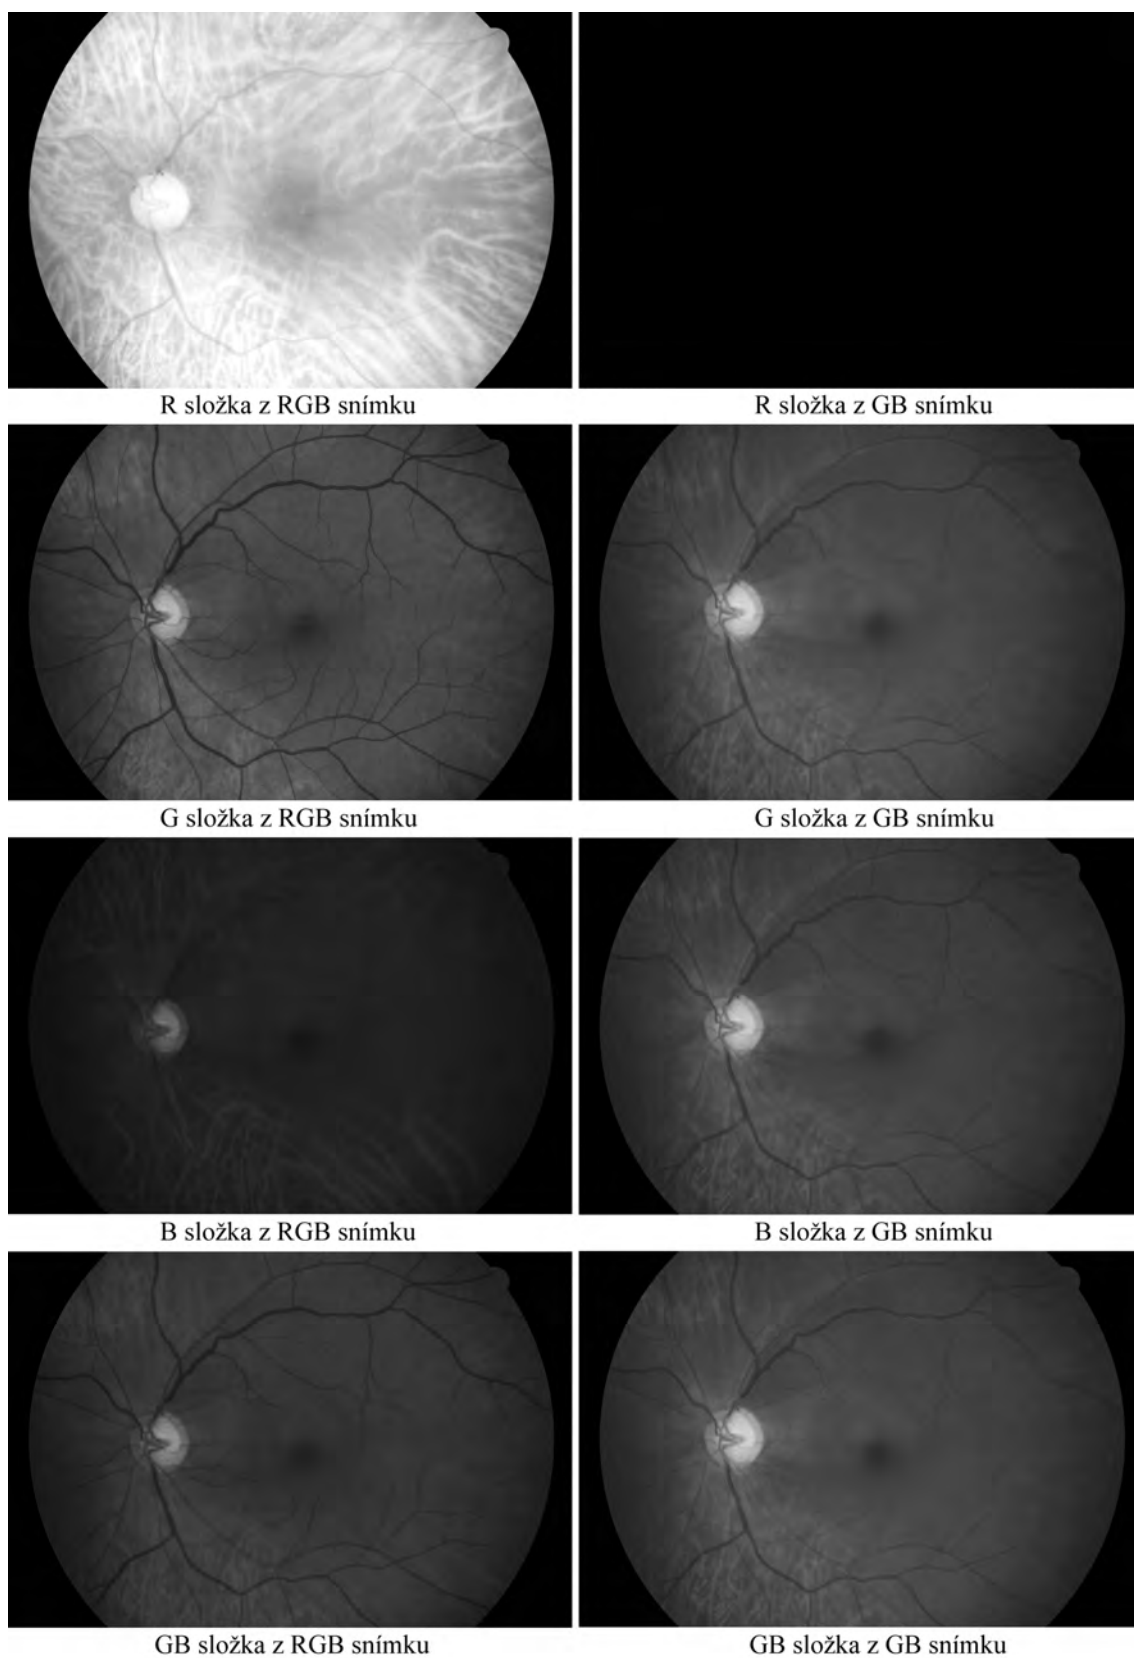 R složka z RGB snímku
R složka z GB snímku
G složka z RGB snímku
G složka z GB snímku
B složka z RGB snímku
B složka z GB snímku
GB složka z RGB snímku
GB složka z GB snímku